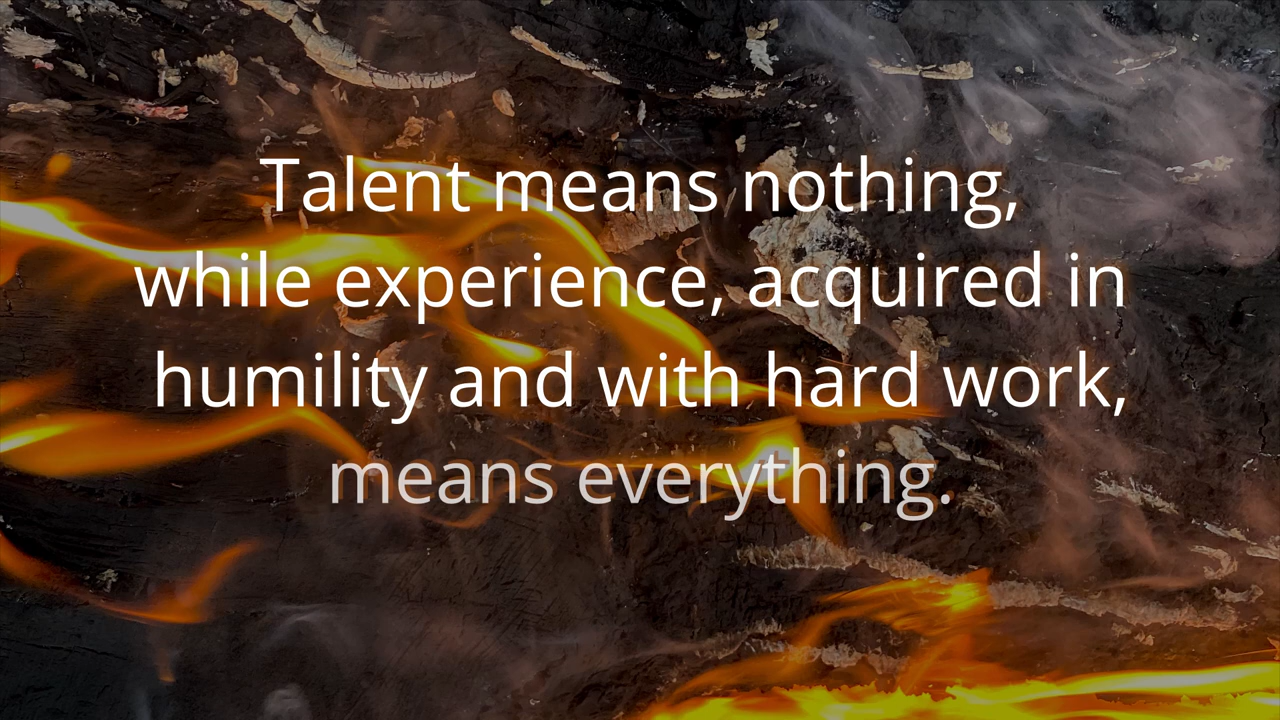 Talent means nothing,
while experience, acquired in
humility and with hard work,
means everything.